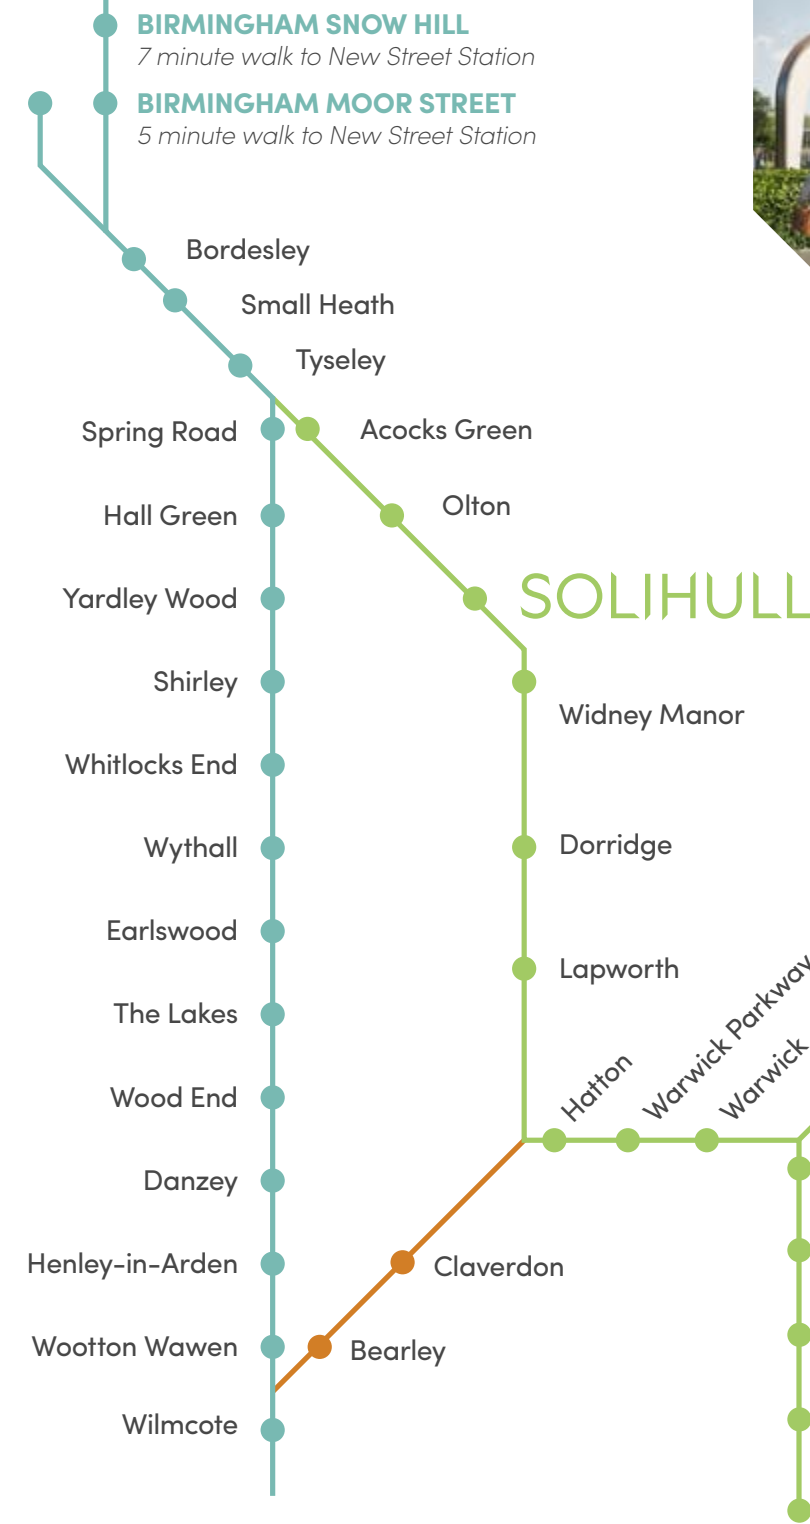 BIRMINGHAM SNOW HILL
7 minute walk to New Street Station
BIRMINGHAM MOOR STREET
5 minute walk to New Street Station
Bordesley
Small Heath
Tyseley
Spring Road
Acocks Green
Olton
Hall Green
Yardley Wood
SOLIHULL
Shirley
Widney Manor
Whitlocks End
Wythall
Dorridge
Earlswood
Lapworth
The Lakes
Hatton
Warwick Parkway
Warwick
Wood End
Danzey
Henley-in-Arden
Claverdon
Wootton Wawen
Bearley
Wilmcote